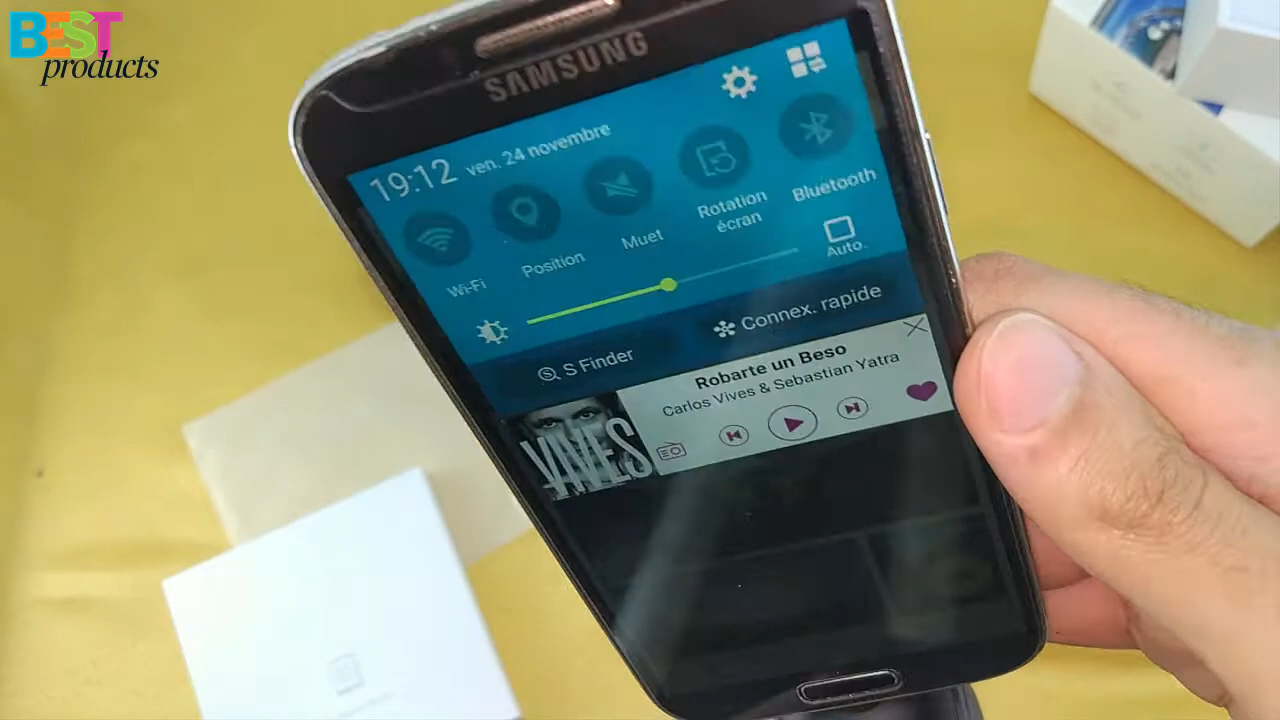 BEST
products
SAMSUNG
19:12 ven. 24 novembre
Wi-Fi
Position
Muet
Rotation
écran
Bluetooth
Auto.
S Finder
Connex. rapide
Robarte un Beso
Carlos Vives & Sebastian Yatra
VIVES